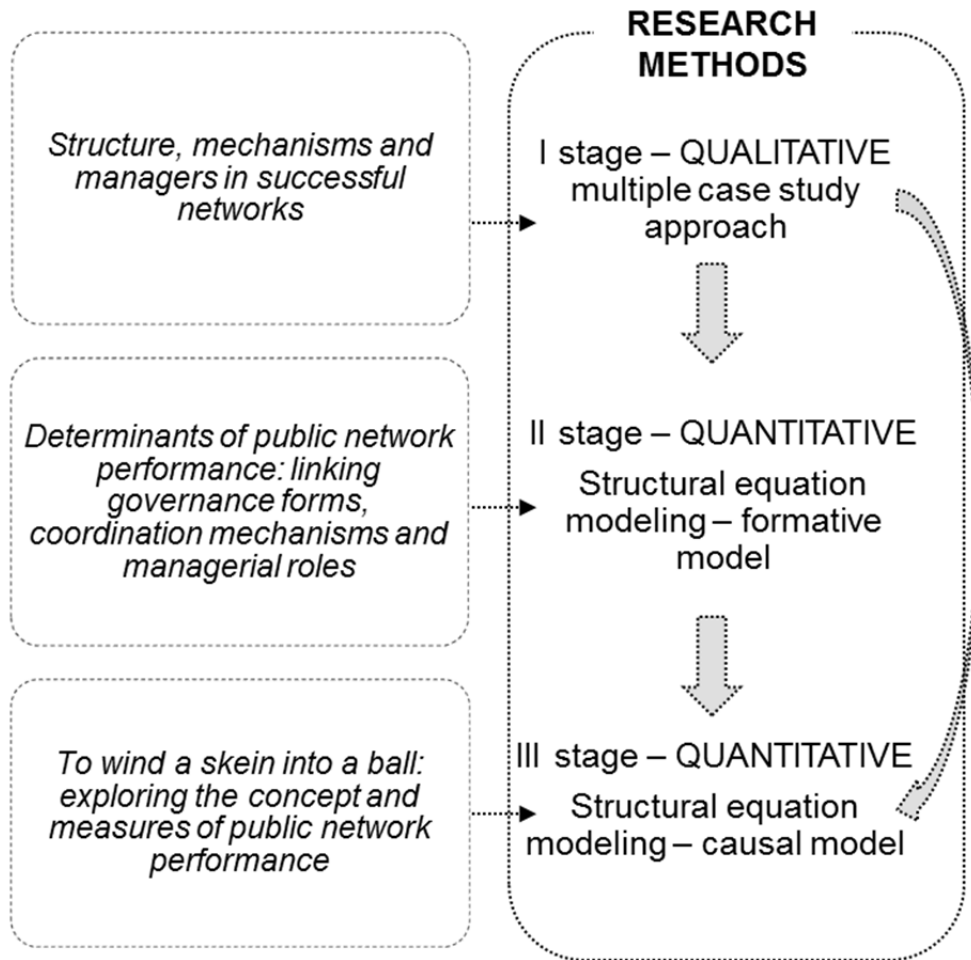 RESEARCH
METHODS
Structure, mechanisms and
managers in successful
networks
I stage – QUALITATIVE
multiple case study
approach
Determinants of public network
performance: linking
governance forms,
coordination mechanisms and
managerial roles
II stage – QUANTITATIVE
Structural equation
modeling – formative
model
To wind a skein into a ball:
exploring the concept and
measures of public network
performance
III stage – QUANTITATIVE
Structural equation
modeling – causal model